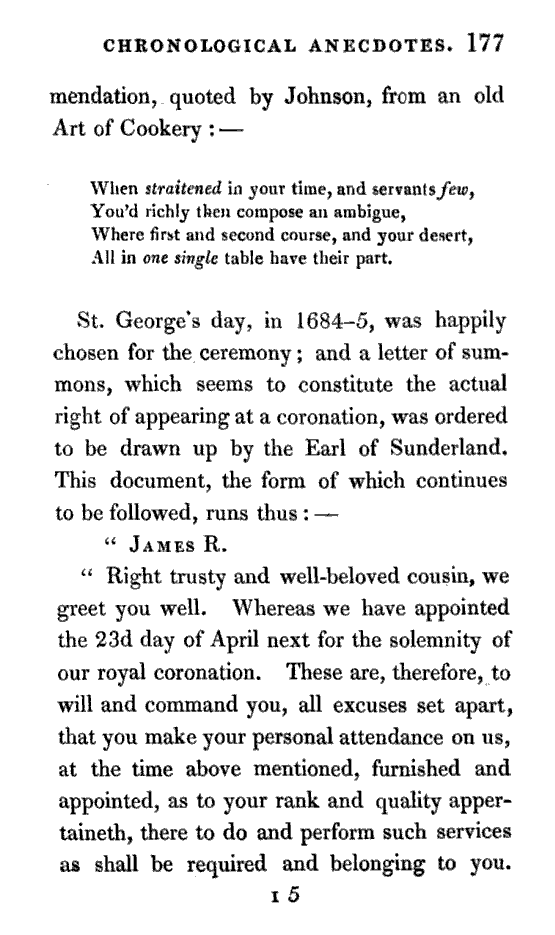 CHRONOLOGICAL ANECDOTES. 177
mendation, quoted by Johnson, from an old
Art of Cookery : —
When straitened in your time, and servants few,
You'd richly then compose an ambigue,
Where first and second course, and your desert,
All in one single table have their part.
St. George's day, in 1684–5, was happily
chosen for the ceremony; and a letter of sum-
mons, which seems to constitute the actual
right of appearing at a coronation, was ordered
to be drawn up by the Earl of Sunderland.
This document, the form of which continues
to be followed, runs thus : —
“ JAMES R.
“ Right trusty and well-beloved cousin, we
greet you well. Whereas we have appointed
the 23d day of April next for the solemnity of
our royal coronation. These are, therefore, to
will and command you, all excuses set apart,
that you make your personal attendance on us,
at the time above mentioned, furnished and
appointed, as to your rank and quality apper-
taineth, there to do and perform such services
as shall be required and belonging to you.
I 5